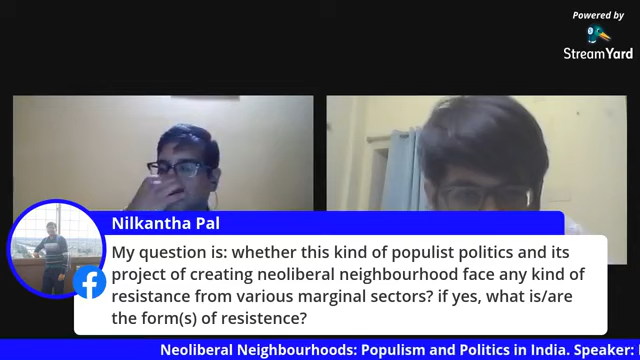 Powered by
StreamYard
Nilkantha Pal
My question is: whether this kind of populist politics and its
project of creating neoliberal neighbourhood face any kind of
resistance from various marginal sectors? if yes, what is/are
the form(s) of resistence?
Neoliberal Neighbourhoods: Populism and Politics in India. Speaker: